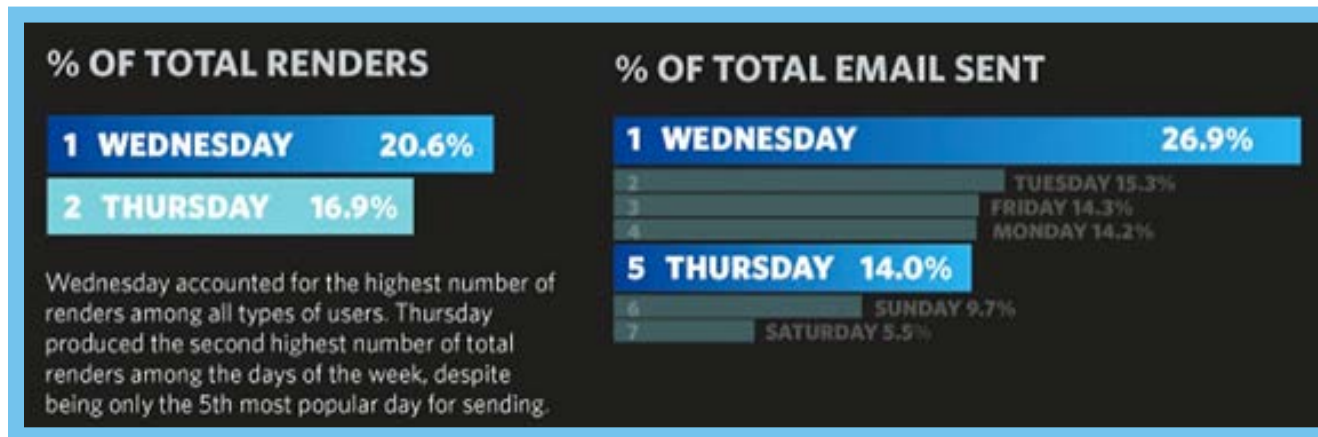 % OF TOTAL RENDERS
1 WEDNESDAY 20.6%
2 THURSDAY 16.9%
Wednesday accounted for the highest number of
renders among all types of users. Thursday
produced the second highest number of total
renders among the days of the week, despite
being only the 5th most popular day for sending.
% OF TOTAL EMAIL SENT
1 WEDNESDAY 26.9%
2 TUESDAY 15.3%
3 FRIDAY 14.3%
4 MONDAY 14.2%
5 THURSDAY 14.0%
6 SUNDAY 9.7%
7 SATURDAY 5.5%